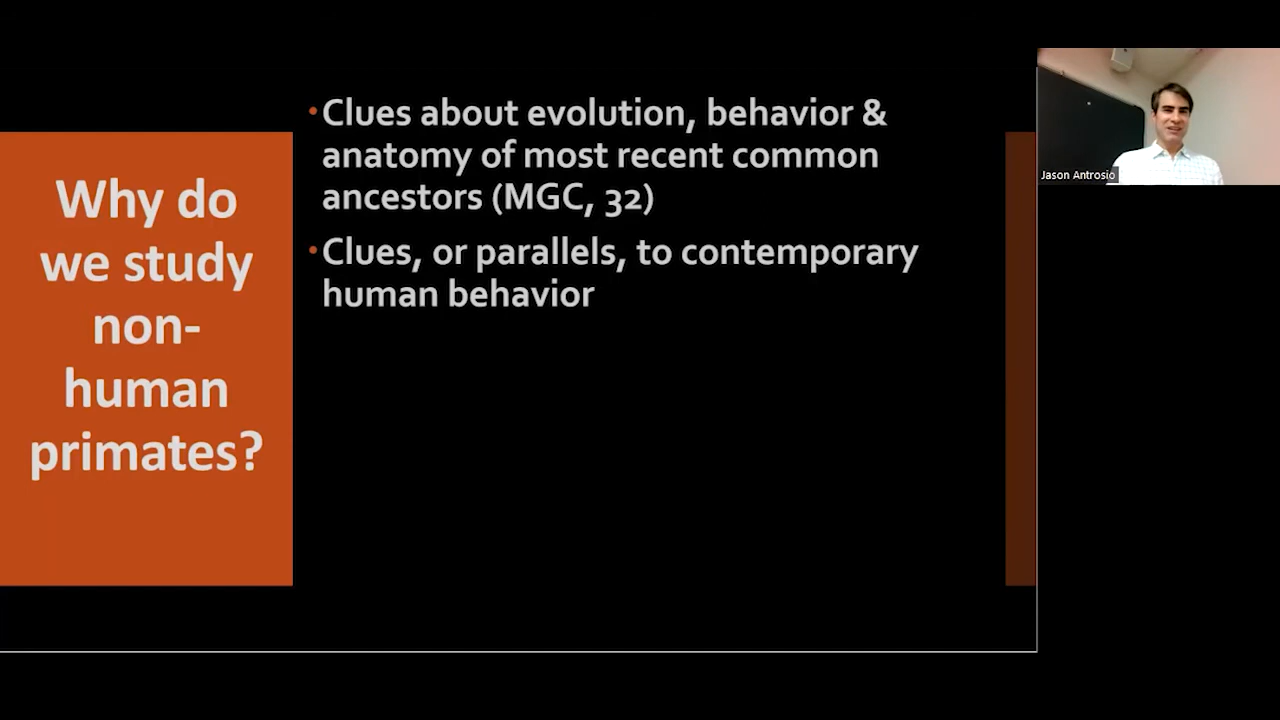 Why do
we study
non-
human
primates?
• Clues about evolution, behavior &
anatomy of most recent common
ancestors (MGC, 32)
• Clues, or parallels, to contemporary
human behavior
Jason Antrosio